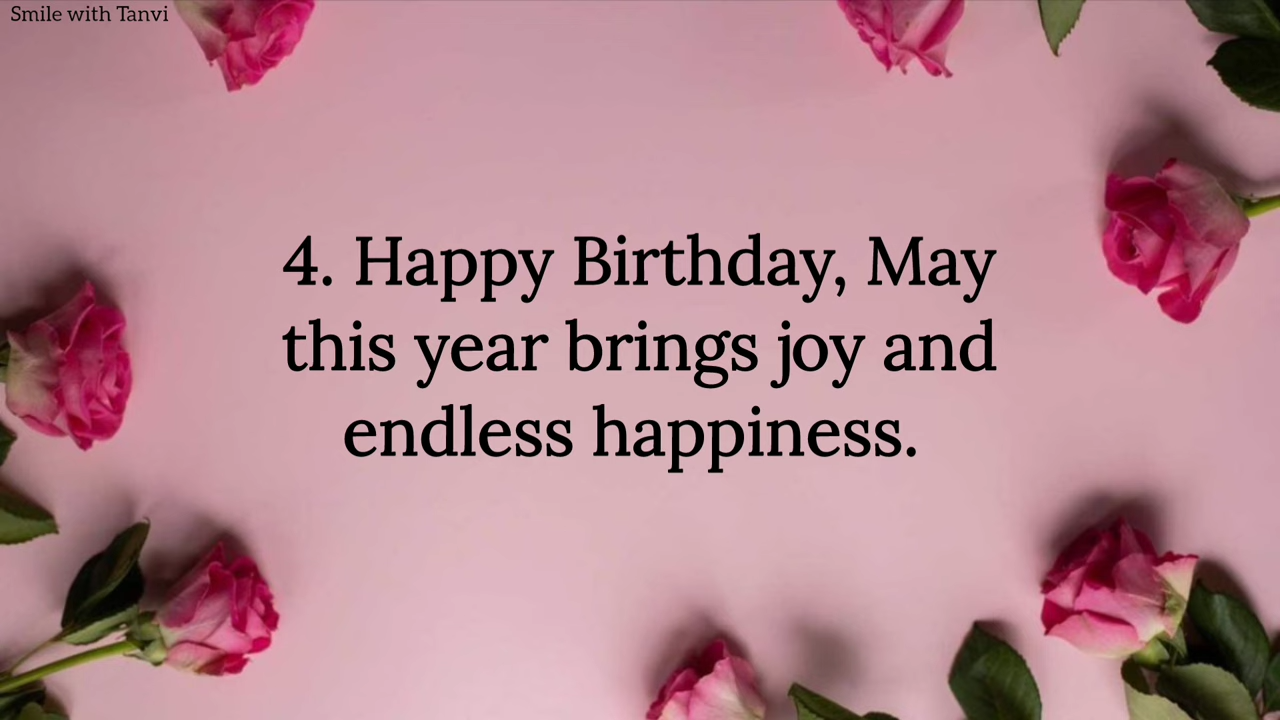 Smile with Tanvi
4. Happy Birthday, May
this year brings joy and
endless happiness.